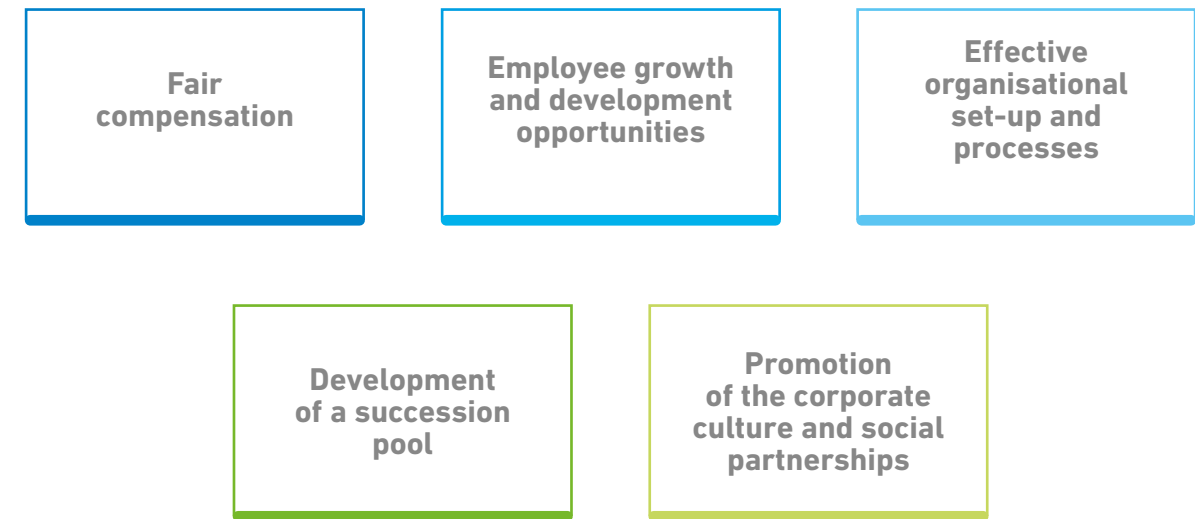 Fair
compensation
Employee growth
and development
opportunities
Effective
organisational
set-up and
processes
Development
of a succession
pool
Promotion
of the corporate
culture and social
partnerships